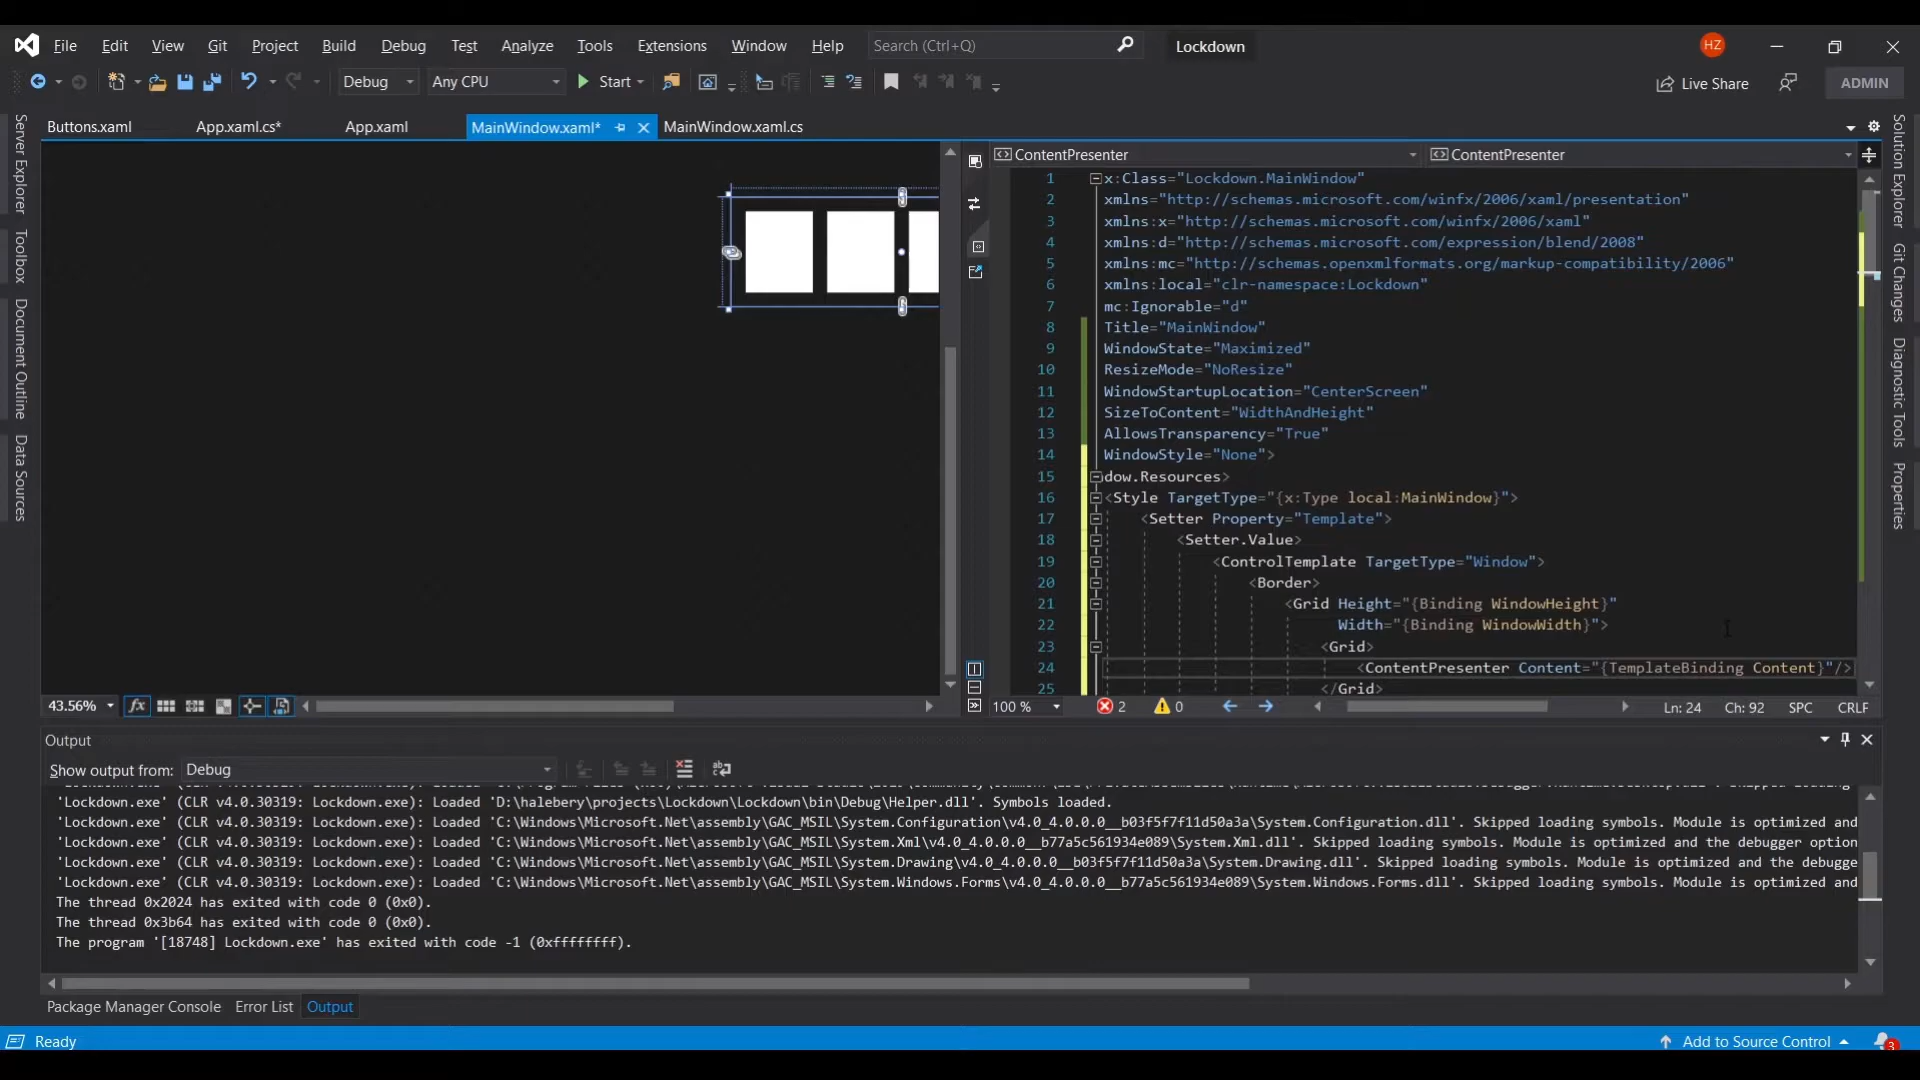 File Edit View Git Project Build Debug Test Analyze Tools Extensions Window Help Search (Ctrl+Q) Lockdown HZ
Debug Any CPU Start Live Share ADMIN
Buttons.xaml App.xaml.cs* App.xaml MainWindow.xaml* MainWindow.xaml.cs
Server Explorer
Toolbox
Document Outline
Data Sources
ContentPresenter ContentPresenter
1 x:Class="Lockdown.MainWindow"
2 xmlns="http://schemas.microsoft.com/winfx/2006/xaml/presentation"
3 xmlns:x="http://schemas.microsoft.com/winfx/2006/xaml"
4 xmlns:d="http://schemas.microsoft.com/expression/blend/2008"
5 xmlns:mc="http://schemas.openxmlformats.org/markup-compatibility/2006"
6 xmlns:local="clr-namespace:Lockdown"
7 mc:Ignorable="d"
8 Title="MainWindow"
9 WindowState="Maximized"
10 ResizeMode="NoResize"
11 WindowStartupLocation="CenterScreen"
12 SizeToContent="WidthAndHeight"
13 AllowsTransparency="True"
14 WindowStyle="None">
15 dow.Resources>
16 <Style TargetType="{x:Type local:MainWindow}">
17 <Setter Property="Template">
18 <Setter.Value>
19 <ControlTemplate TargetType="Window">
20 <Border>
21 <Grid Height="{Binding WindowHeight}"
22 Width="{Binding WindowWidth}">
23 <Grid>
24 <ContentPresenter Content="{TemplateBinding Content}"/>
25 </Grid>
Solution Explorer
Git Changes
Diagnostic Tools
Properties
43.56% fx 100 % 2 0 Ln: 24 Ch: 92 SPC CRLF
Output
Show output from: Debug
'Lockdown.exe' (CLR v4.0.30319: Lockdown.exe): Loaded 'D:\halebery\projects\Lockdown\Lockdown\bin\Debug\Helper.dll'. Symbols loaded.
'Lockdown.exe' (CLR v4.0.30319: Lockdown.exe): Loaded 'C:\Windows\Microsoft.Net\assembly\GAC_MSIL\System.Configuration\v4.0_4.0.0.0__b03f5f7f11d50a3a\System.Configuration.dll'. Skipped loading symbols. Module is optimized and
'Lockdown.exe' (CLR v4.0.30319: Lockdown.exe): Loaded 'C:\Windows\Microsoft.Net\assembly\GAC_MSIL\System.Xml\v4.0_4.0.0.0__b77a5c561934e089\System.Xml.dll'. Skipped loading symbols. Module is optimized and the debugger option
'Lockdown.exe' (CLR v4.0.30319: Lockdown.exe): Loaded 'C:\Windows\Microsoft.Net\assembly\GAC_MSIL\System.Drawing\v4.0_4.0.0.0__b03f5f7f11d50a3a\System.Drawing.dll'. Skipped loading symbols. Module is optimized and the debugge
'Lockdown.exe' (CLR v4.0.30319: Lockdown.exe): Loaded 'C:\Windows\Microsoft.Net\assembly\GAC_MSIL\System.Windows.Forms\v4.0_4.0.0.0__b77a5c561934e089\System.Windows.Forms.dll'. Skipped loading symbols. Module is optimized and
The thread 0x2024 has exited with code 0 (0x0).
The thread 0x3b64 has exited with code 0 (0x0).
The program '[18748] Lockdown.exe' has exited with code -1 (0xffffffff).
Package Manager Console Error List Output
Ready Add to Source Control 3